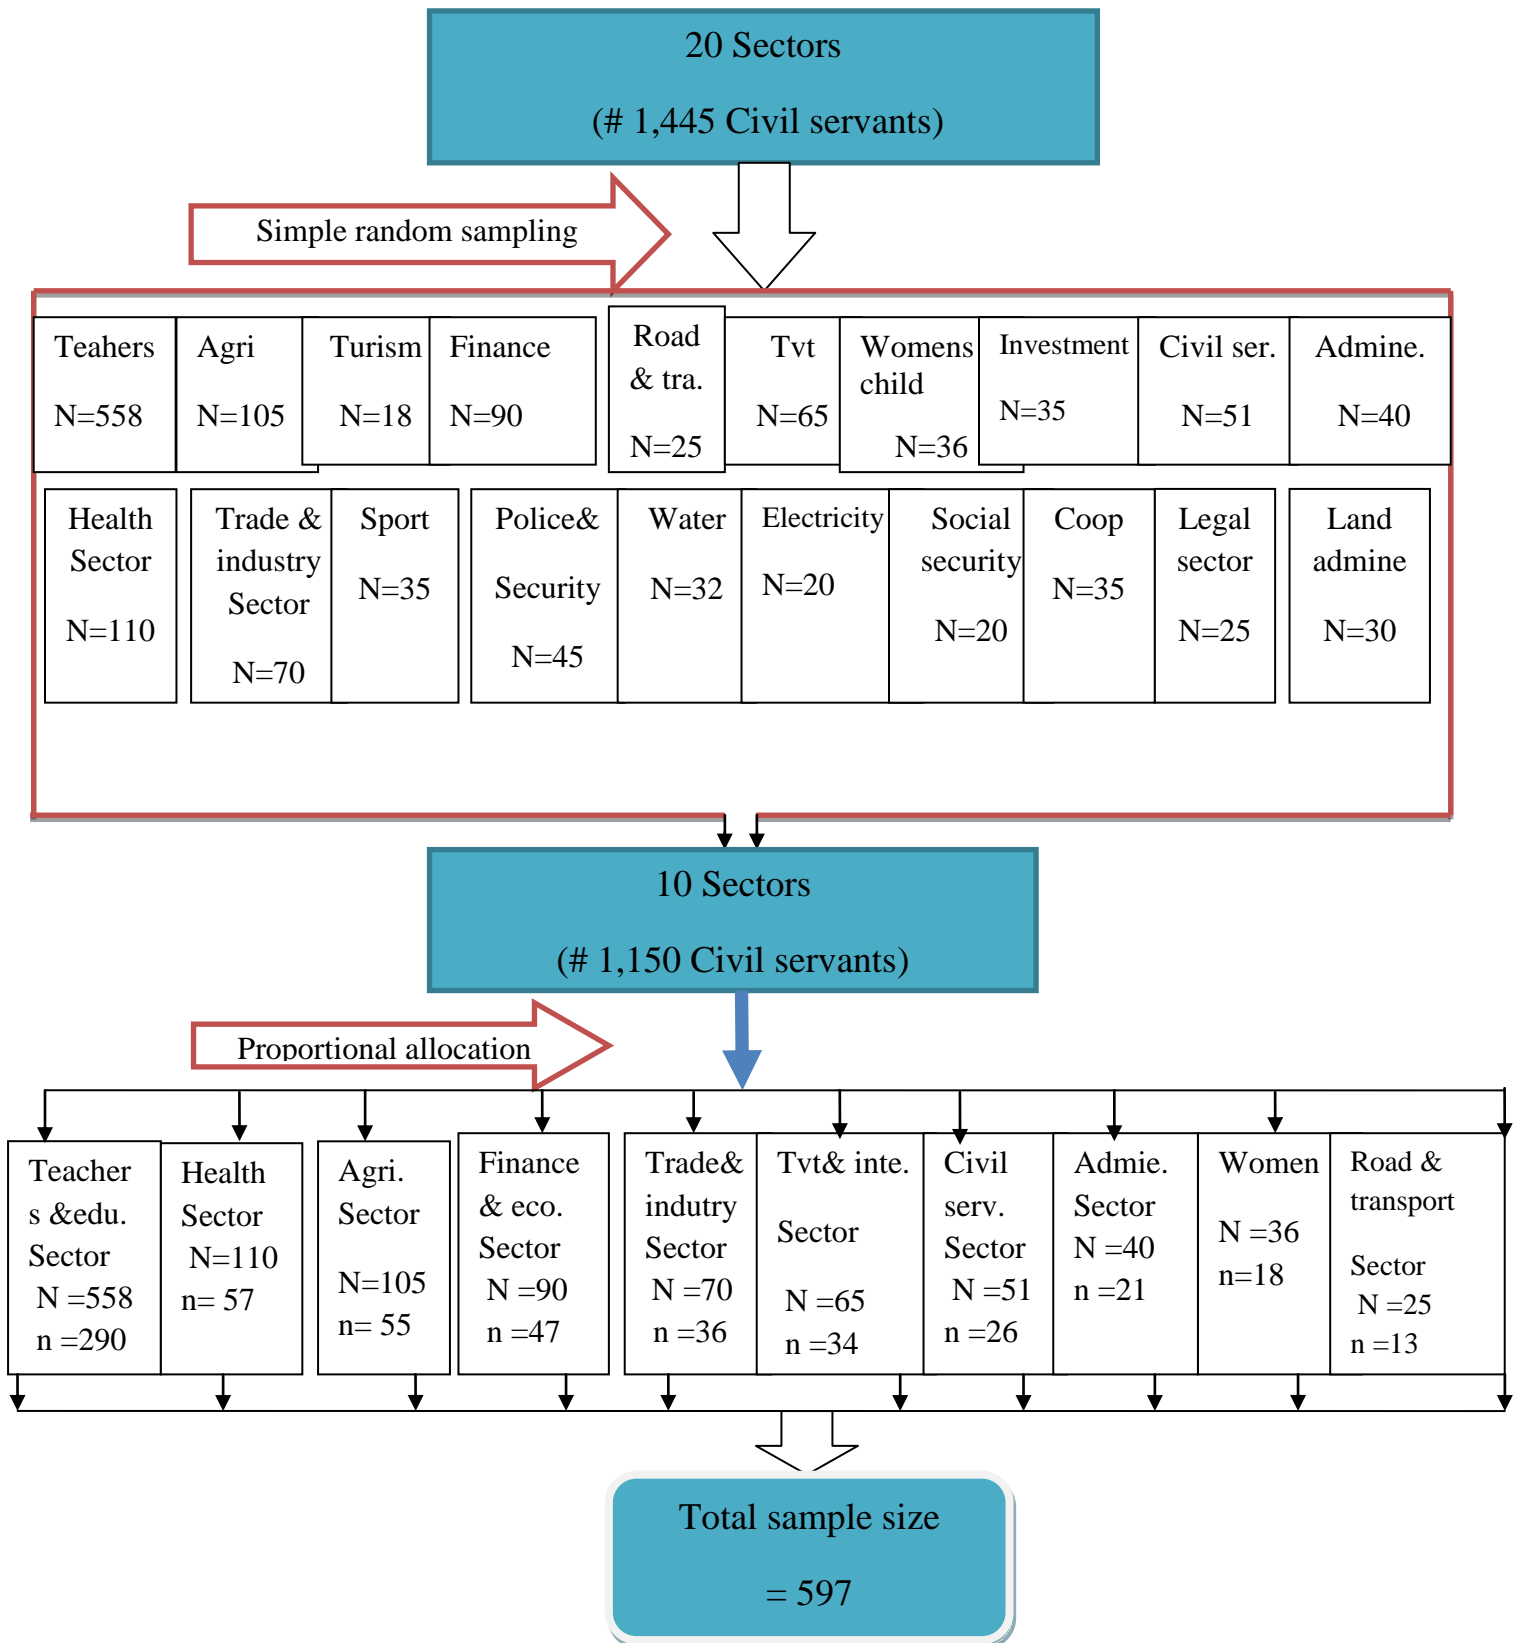 20 Sectors
(# 1,445 Civil servants)
Simple random sampling
Teahers
N=558
Agri
N=105
Turism
N=18
Finance
N=90
Road
& tra.
N=25
Tvt
N=65
Womens
child
N=36
Investment
N=35
Civil ser.
N=51
Admine.
N=40
Health
Sector
N=110
Trade &
industry
Sector
N=70
Sport
N=35
Police&
Security
N=45
Water
N=32
Electricity
N=20
Social
security
N=20
Coop
N=35
Legal
sector
N=25
Land
admine
N=30
10 Sectors
(# 1,150 Civil servants)
Proportional allocation
Teacher
s &edu.
Sector
N =558
n =290
Health
Sector
N=110
n= 57
Agri.
Sector
N=105
n= 55
Finance
& eco.
Sector
N =90
n =47
Trade&
indutry
Sector
N =70
n =36
Tvt& inte.
Sector
N =65
n =34
Civil
serv.
Sector
N =51
n =26
Admie.
Sector
N =40
n =21
Women
N =36
n=18
Road &
transport
Sector
N =25
n =13
Total sample size
= 597